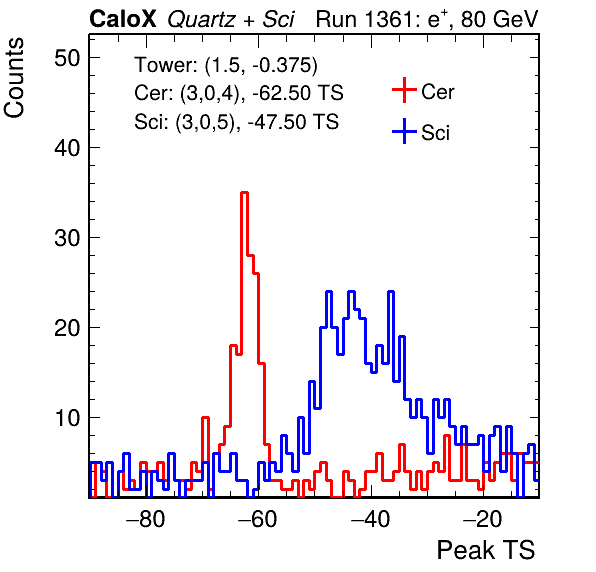 CaloX Quartz + Sci Run 1361: e+, 80 GeV
Counts
Tower: (1.5, -0.375)
Cer: (3,0,4), -62.50 TS
Sci: (3,0,5), -47.50 TS
Cer
Sci
50
40
30
20
10
−80 −60 −40 −20
Peak TS